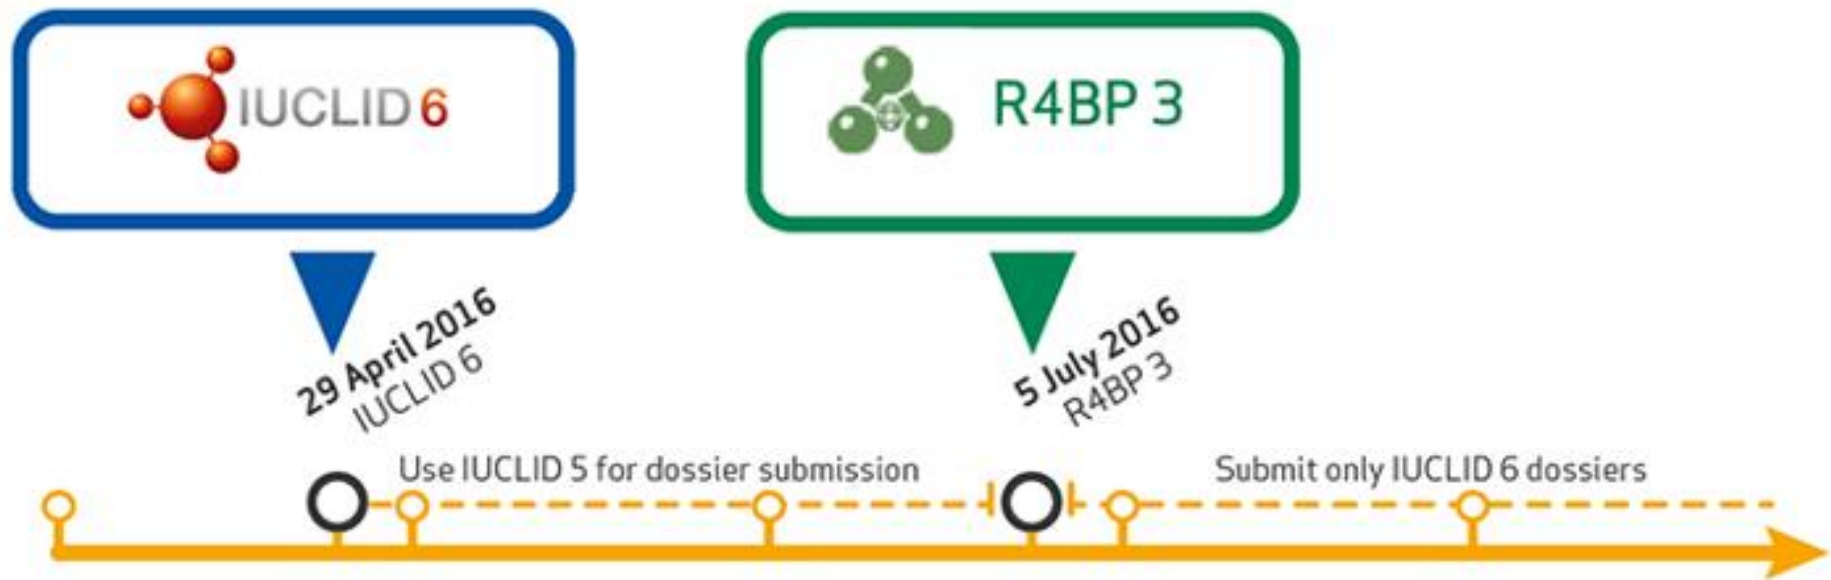 IUCLID 6
R4BP 3
29 April 2016
IUCLID 6
5 July 2016
R4BP 3
Use IUCLID 5 for dossier submission
Submit only IUCLID 6 dossiers